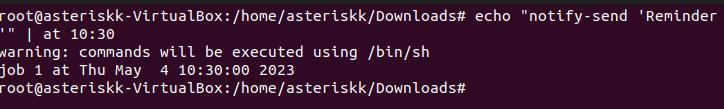 root@asteriskk-VirtualBox:/home/asteriskk/Downloads# echo "notify-send 'Reminder
'" | at 10:30
warning: commands will be executed using /bin/sh
job 1 at Thu May  4 10:30:00 2023
root@asteriskk-VirtualBox:/home/asteriskk/Downloads#